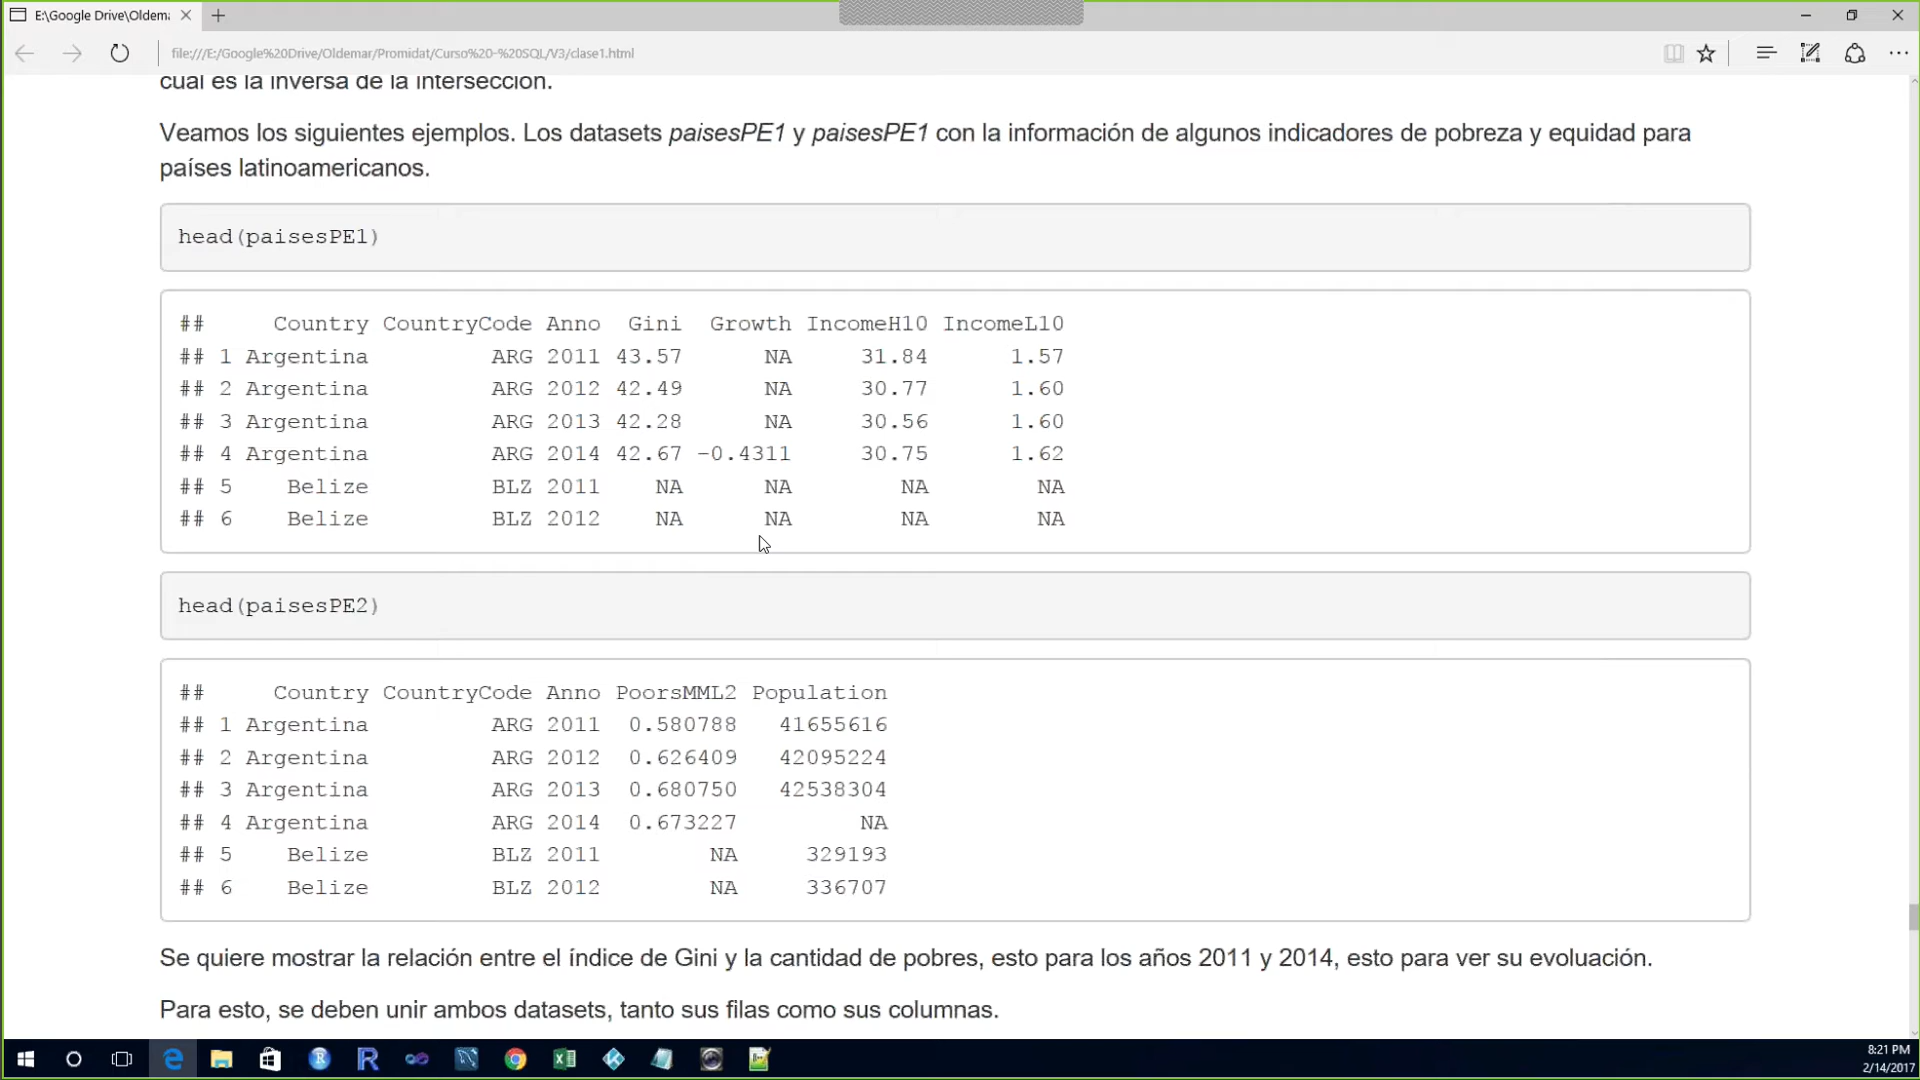 E:\Google Drive\Oldema
file:///E:/Google%20Drive/Oldemar/Promidat/Curso%20-%20SQL/V3/clase1.html
cual es la inversa de la intersección.
Veamos los siguientes ejemplos. Los datasets paisesPE1 y paisesPE1 con la información de algunos indicadores de pobreza y equidad para
países latinoamericanos.
head(paisesPE1)
## Country CountryCode Anno Gini Growth IncomeH10 IncomeL10
## 1 Argentina ARG 2011 43.57 NA 31.84 1.57
## 2 Argentina ARG 2012 42.49 NA 30.77 1.60
## 3 Argentina ARG 2013 42.28 NA 30.56 1.60
## 4 Argentina ARG 2014 42.67 -0.4311 30.75 1.62
## 5 Belize BLZ 2011 NA NA NA NA
## 6 Belize BLZ 2012 NA NA NA NA
head(paisesPE2)
## Country CountryCode Anno PoorsMML2 Population
## 1 Argentina ARG 2011 0.580788 41655616
## 2 Argentina ARG 2012 0.626409 42095224
## 3 Argentina ARG 2013 0.680750 42538304
## 4 Argentina ARG 2014 0.673227 NA
## 5 Belize BLZ 2011 NA 329193
## 6 Belize BLZ 2012 NA 336707
Se quiere mostrar la relación entre el índice de Gini y la cantidad de pobres, esto para los años 2011 y 2014, esto para ver su evoluación.
Para esto, se deben unir ambos datasets, tanto sus filas como sus columnas.
8:21 PM
2/14/2017